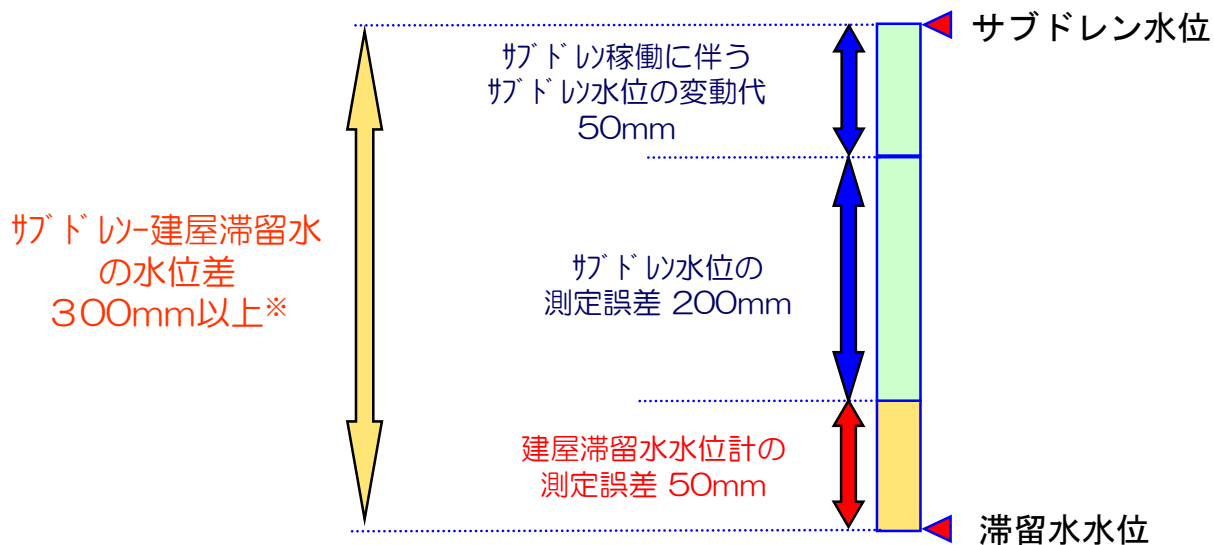 サブドレン水位
ｻﾌﾞﾄﾞﾚﾝ稼働に伴う
ｻﾌﾞﾄﾞﾚﾝ水位の変動代
50mm
ｻﾌﾞﾄﾞﾚﾝ-建屋滞留水
の水位差
３００mm以上※
ｻﾌﾞﾄﾞﾚﾝ水位の
測定誤差 200mm
建屋滞留水水位計の
測定誤差 50mm
滞留水水位